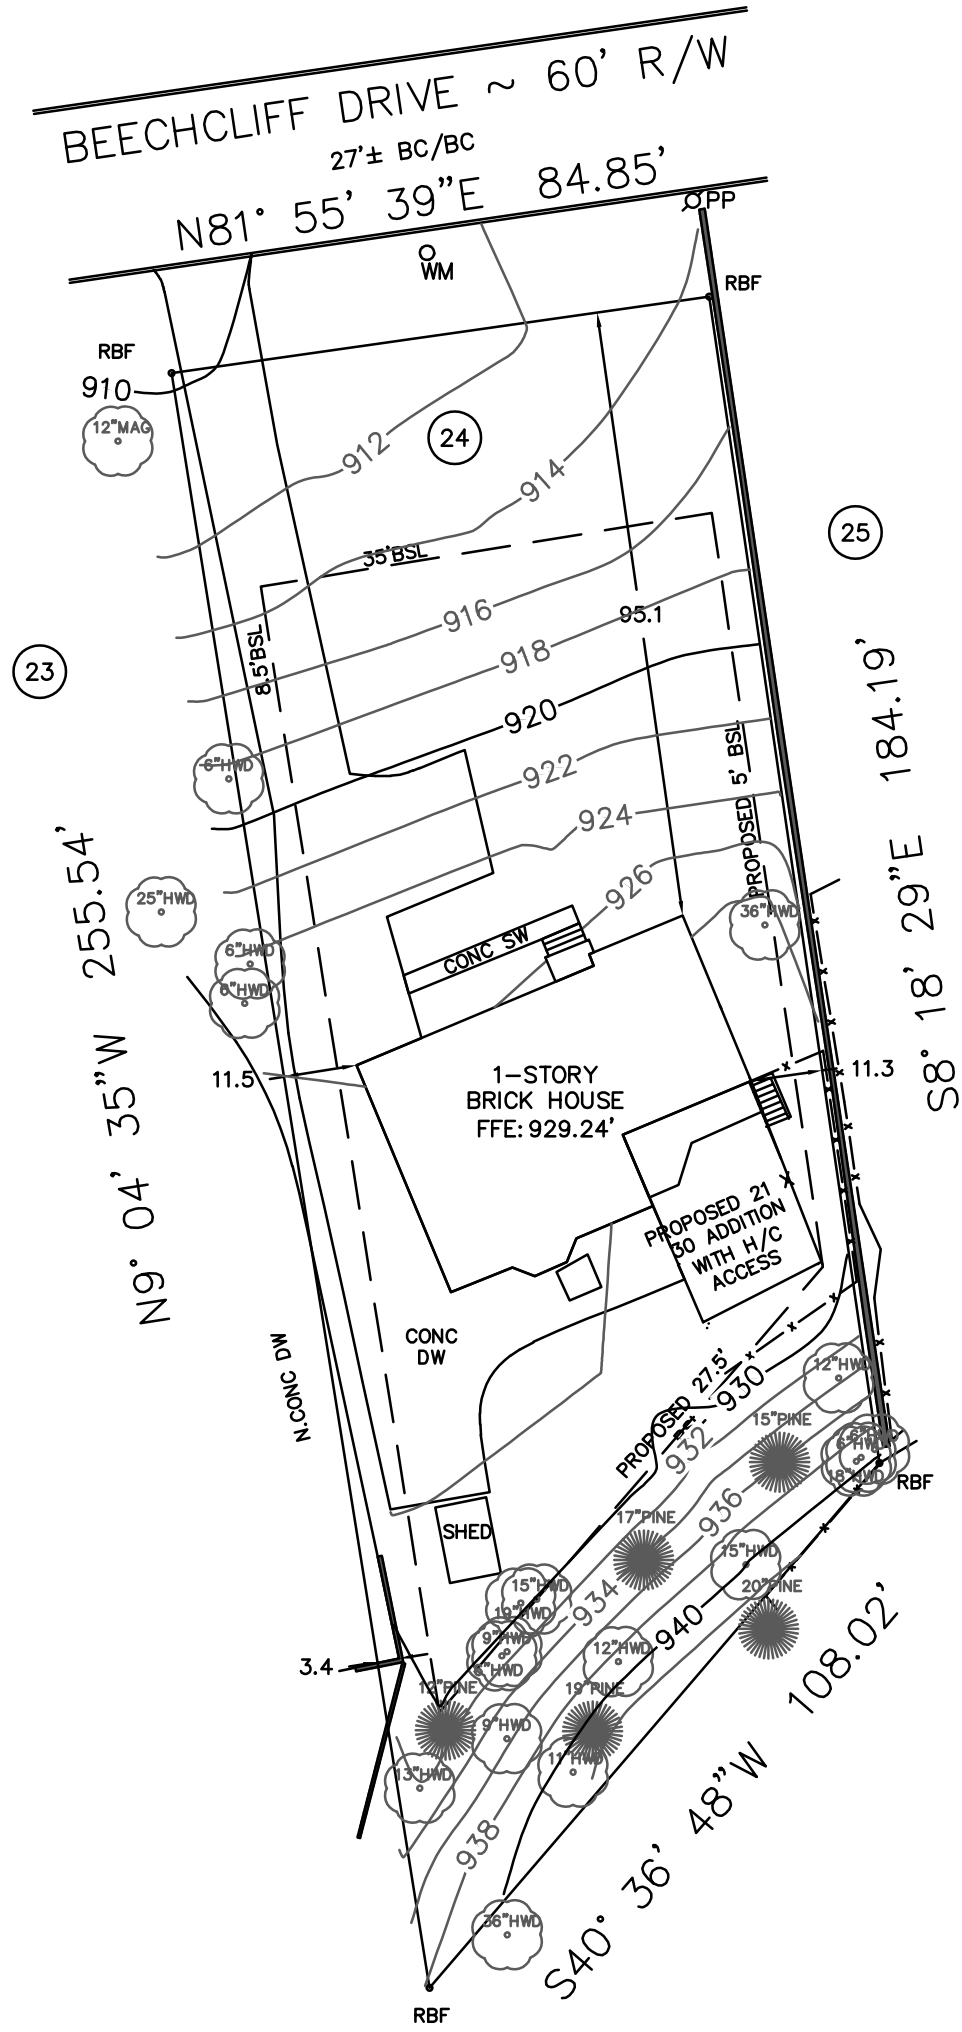 BEECHCLIFF DRIVE ~ 60' R/W
27'± BC/BC
N81° 55' 39"E 84.85'
PP
WM
RBF
RBF
910
12"MAG
912
24
914
25
35'BSL
8.5'BSL
916
95.1
23
918
920
6"HWD
922
PROPOSED 5' BSL
924
N9° 04' 35"W 255.54'
S8° 18' 29"E 184.19'
926
25"HWD
36"HWD
CONC SW
6"HWD
6"HWD
11.5
11.3
1-STORY
BRICK HOUSE
FFE: 929.24'
PROPOSED 21 X
30 ADDITION
WITH H/C
ACCESS
CONC
DW
N.CONC DW
PROPOSED 27.5'
930
12"HWD
932
15"PINE
6"HWD
18"HWD
RBF
936
SHED
17"PINE
15"HWD
20"PINE
934
15"HWD
19"HWD
940
9"HWD
6"HWD
12"HWD
3.4
12"PINE
19"PINE
9"HWD
11"HWD
13"HWD
938
36"HWD
S40° 36' 48"W 108.02'
RBF